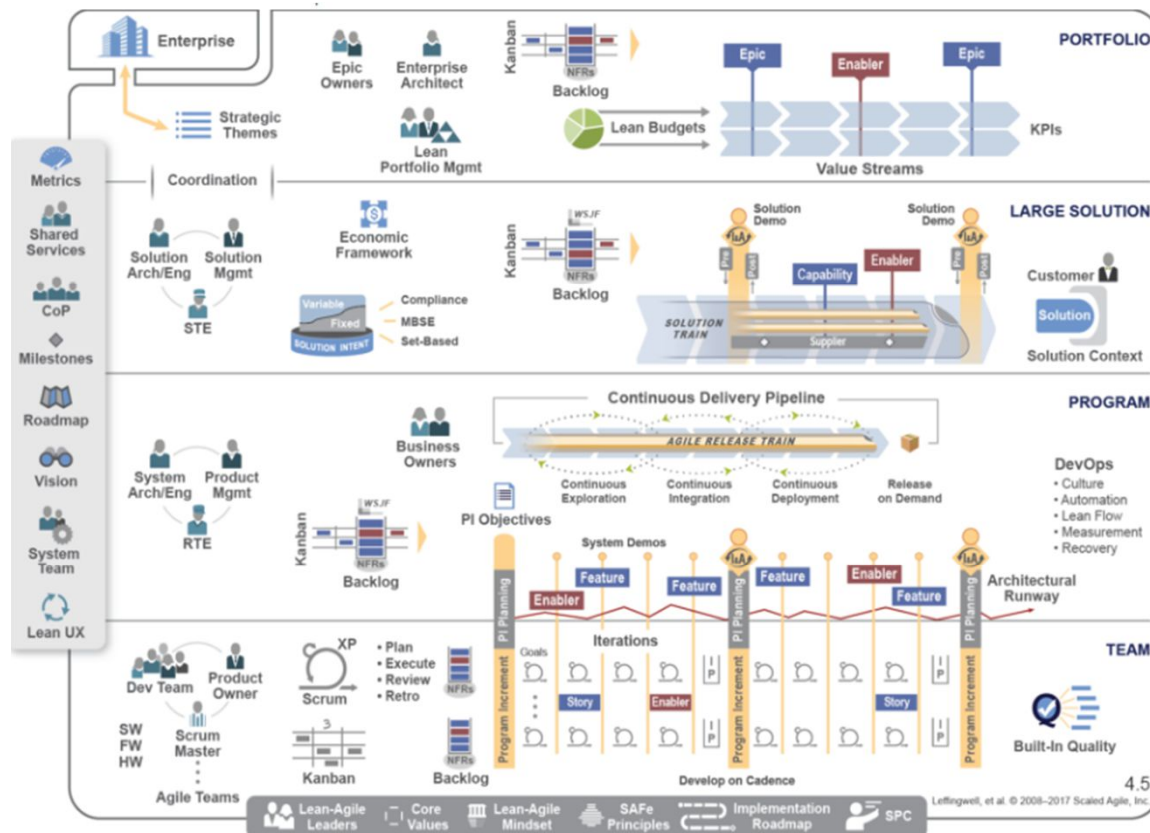 Enterprise
Strategic
Themes
Epic
Owners
Enterprise
Architect
Lean
Portfolio Mgmt
Kanban
NFRs
Backlog
Lean Budgets
Epic
Enabler
Epic
PORTFOLIO
KPIs
Value Streams
Metrics
Shared
Services
CoP
Milestones
Roadmap
Vision
System
Team
Lean UX
Coordination
Solution
Arch/Eng
Solution
Mgmt
STE
Economic
Framework
Variable
Fixed
SOLUTION INTENT
Compliance
MBSE
Set-Based
Kanban
WSJF
NFRs
Backlog
Solution
Demo
Solution
Demo
Pre
Post
Pre
Post
Capability
Enabler
SOLUTION
TRAIN
Supplier
LARGE SOLUTION
Customer
Solution
Solution Context
System
Arch/Eng
Product
Mgmt
RTE
Business
Owners
Continuous Delivery Pipeline
AGILE RELEASE TRAIN
Continuous
Exploration
Continuous
Integration
Continuous
Deployment
Release
on Demand
PROGRAM
DevOps
• Culture
• Automation
• Lean Flow
• Measurement
• Recovery
Kanban
WSJF
NFRs
Backlog
PI Objectives
System Demos
Enabler
Feature
Feature
Feature
Enabler
Feature
PI Planning
PI Planning
PI Planning
Architectural
Runway
Dev Team
Product
Owner
Scrum
Master
SW
FW
HW
Agile Teams
XP
Scrum
• Plan
• Execute
• Review
• Retro
3
Kanban
NFRs
NFRs
Backlog
Iterations
Goals
Program Increment
Program Increment
Program Increment
Story
Enabler
Story
I
P
I
P
I
P
I
P
Develop on Cadence
TEAM
Built-In Quality
4.5
Leffingwell, et al. © 2008–2017 Scaled Agile, Inc.
Lean-Agile
Leaders
Core
Values
Lean-Agile
Mindset
SAFe
Principles
Implementation
Roadmap
SPC